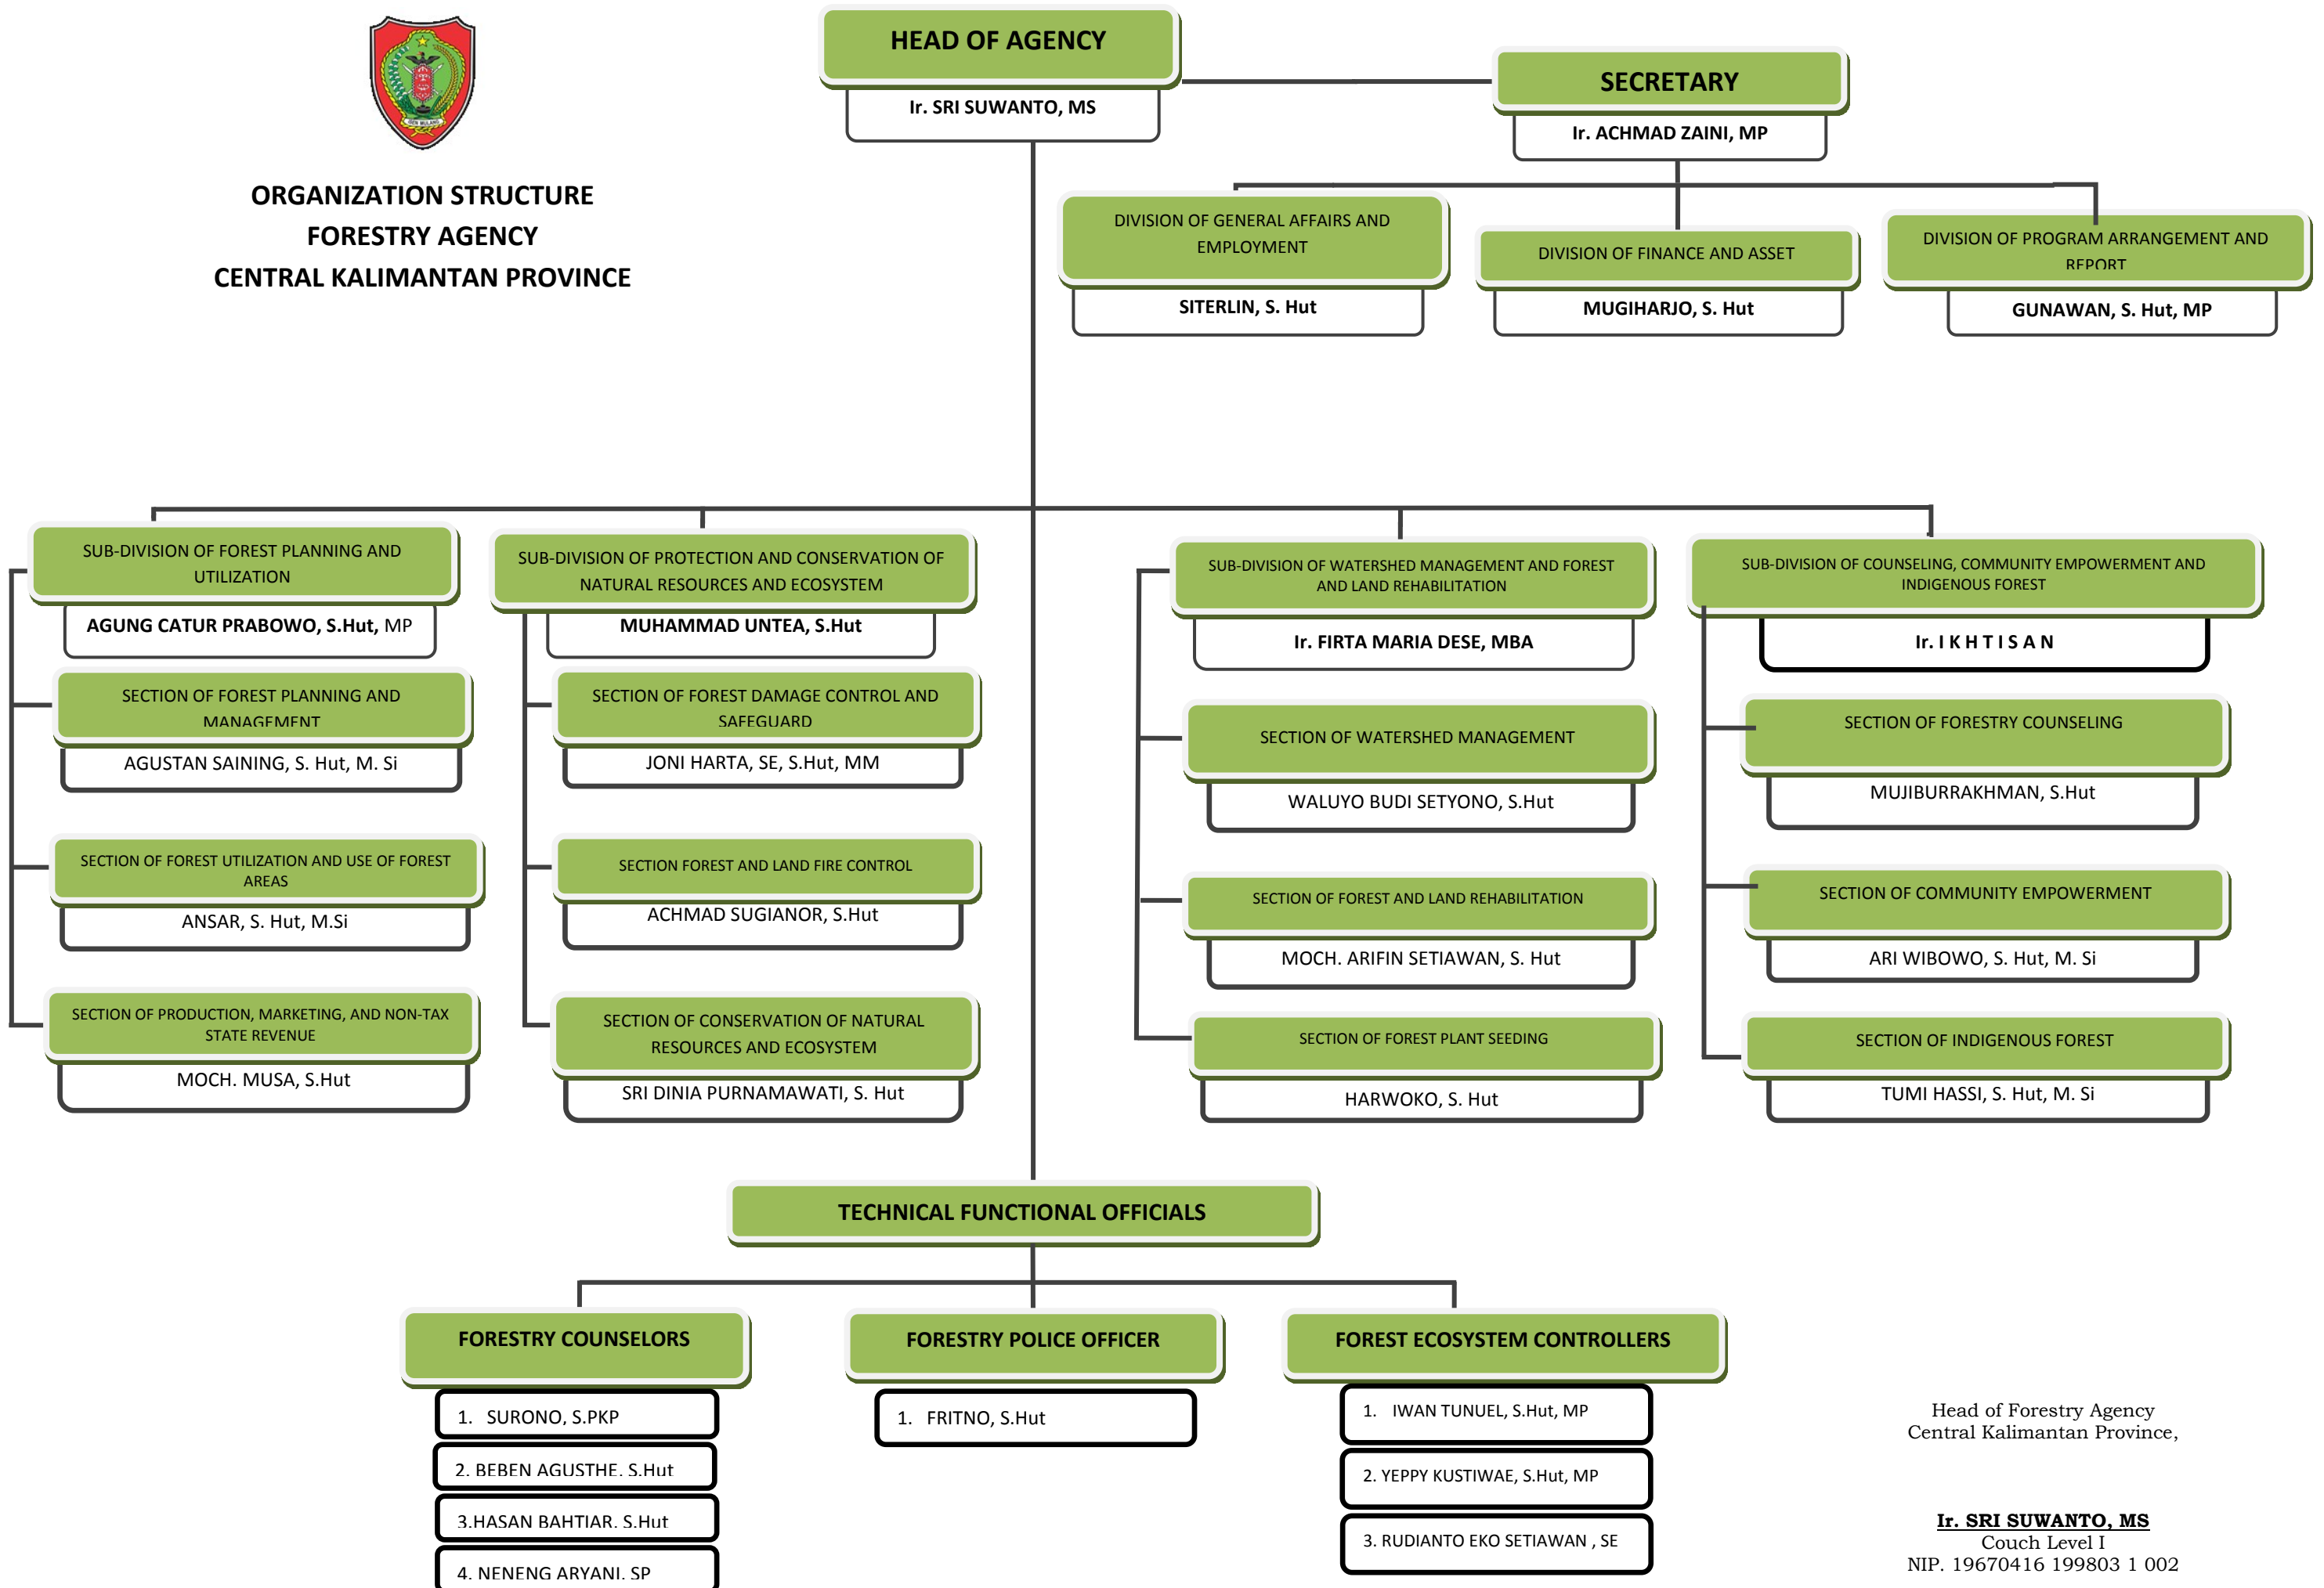 HEAD OF AGENCY
Ir. SRI SUWANTO, MS
SECRETARY
Ir. ACHMAD ZAINI, MP
ISEN MULANG
ORGANIZATION STRUCTURE
FORESTRY AGENCY
CENTRAL KALIMANTAN PROVINCE
DIVISION OF GENERAL AFFAIRS AND
EMPLOYMENT
SITERLIN, S. Hut
DIVISION OF FINANCE AND ASSET
MUGIHARJO, S. Hut
DIVISION OF PROGRAM ARRANGEMENT AND
REPORT
GUNAWAN, S. Hut, MP
SUB-DIVISION OF FOREST PLANNING AND
UTILIZATION
AGUNG CATUR PRABOWO, S.Hut, MP
SECTION OF FOREST PLANNING AND
MANAGEMENT
AGUSTAN SAINING, S. Hut, M. Si
SECTION OF FOREST UTILIZATION AND USE OF FOREST
AREAS
ANSAR, S. Hut, M.Si
SECTION OF PRODUCTION, MARKETING, AND NON-TAX
STATE REVENUE
MOCH. MUSA, S.Hut
SUB-DIVISION OF PROTECTION AND CONSERVATION OF
NATURAL RESOURCES AND ECOSYSTEM
MUHAMMAD UNTEA, S.Hut
SECTION OF FOREST DAMAGE CONTROL AND
SAFEGUARD
JONI HARTA, SE, S.Hut, MM
SECTION FOREST AND LAND FIRE CONTROL
ACHMAD SUGIANOR, S.Hut
SECTION OF CONSERVATION OF NATURAL
RESOURCES AND ECOSYSTEM
SRI DINIA PURNAMAWATI, S. Hut
SUB-DIVISION OF WATERSHED MANAGEMENT AND FOREST
AND LAND REHABILITATION
Ir. FIRTA MARIA DESE, MBA
SECTION OF WATERSHED MANAGEMENT
WALUYO BUDI SETYONO, S.Hut
SECTION OF FOREST AND LAND REHABILITATION
MOCH. ARIFIN SETIAWAN, S. Hut
SECTION OF FOREST PLANT SEEDING
HARWOKO, S. Hut
SUB-DIVISION OF COUNSELING, COMMUNITY EMPOWERMENT AND
INDIGENOUS FOREST
Ir. I K H T I S A N
SECTION OF FORESTRY COUNSELING
MUJIBURRAKHMAN, S.Hut
SECTION OF COMMUNITY EMPOWERMENT
ARI WIBOWO, S. Hut, M. Si
SECTION OF INDIGENOUS FOREST
TUMI HASSI, S. Hut, M. Si
TECHNICAL FUNCTIONAL OFFICIALS
FORESTRY COUNSELORS
1. SURONO, S.PKP
2. BEBEN AGUSTHE. S.Hut
3.HASAN BAHTIAR. S.Hut
4. NENENG ARYANI. SP
FORESTRY POLICE OFFICER
1. FRITNO, S.Hut
FOREST ECOSYSTEM CONTROLLERS
1. IWAN TUNUEL, S.Hut, MP
2. YEPPY KUSTIWAE, S.Hut, MP
3. RUDIANTO EKO SETIAWAN , SE
Head of Forestry Agency
Central Kalimantan Province,
Ir. SRI SUWANTO, MS
Couch Level I
NIP. 19670416 199803 1 002